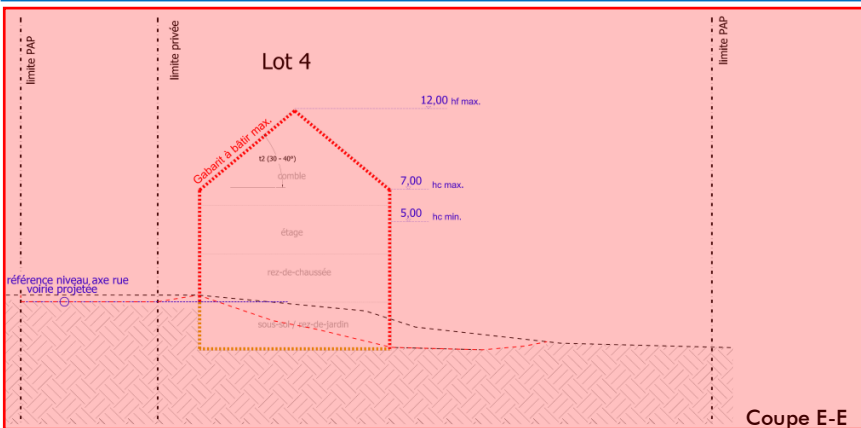 limite PAP
limite privée
limite PAP
Lot 4
12,00 hf max.
Gabarit à bâtir max.
t2 (30 - 40°)
comble
7,00 hc max.
5,00 hc min.
étage
rez-de-chaussée
référence niveau axe rue
voirie projetée
sous-sol / rez-de-jardin
Coupe E-E